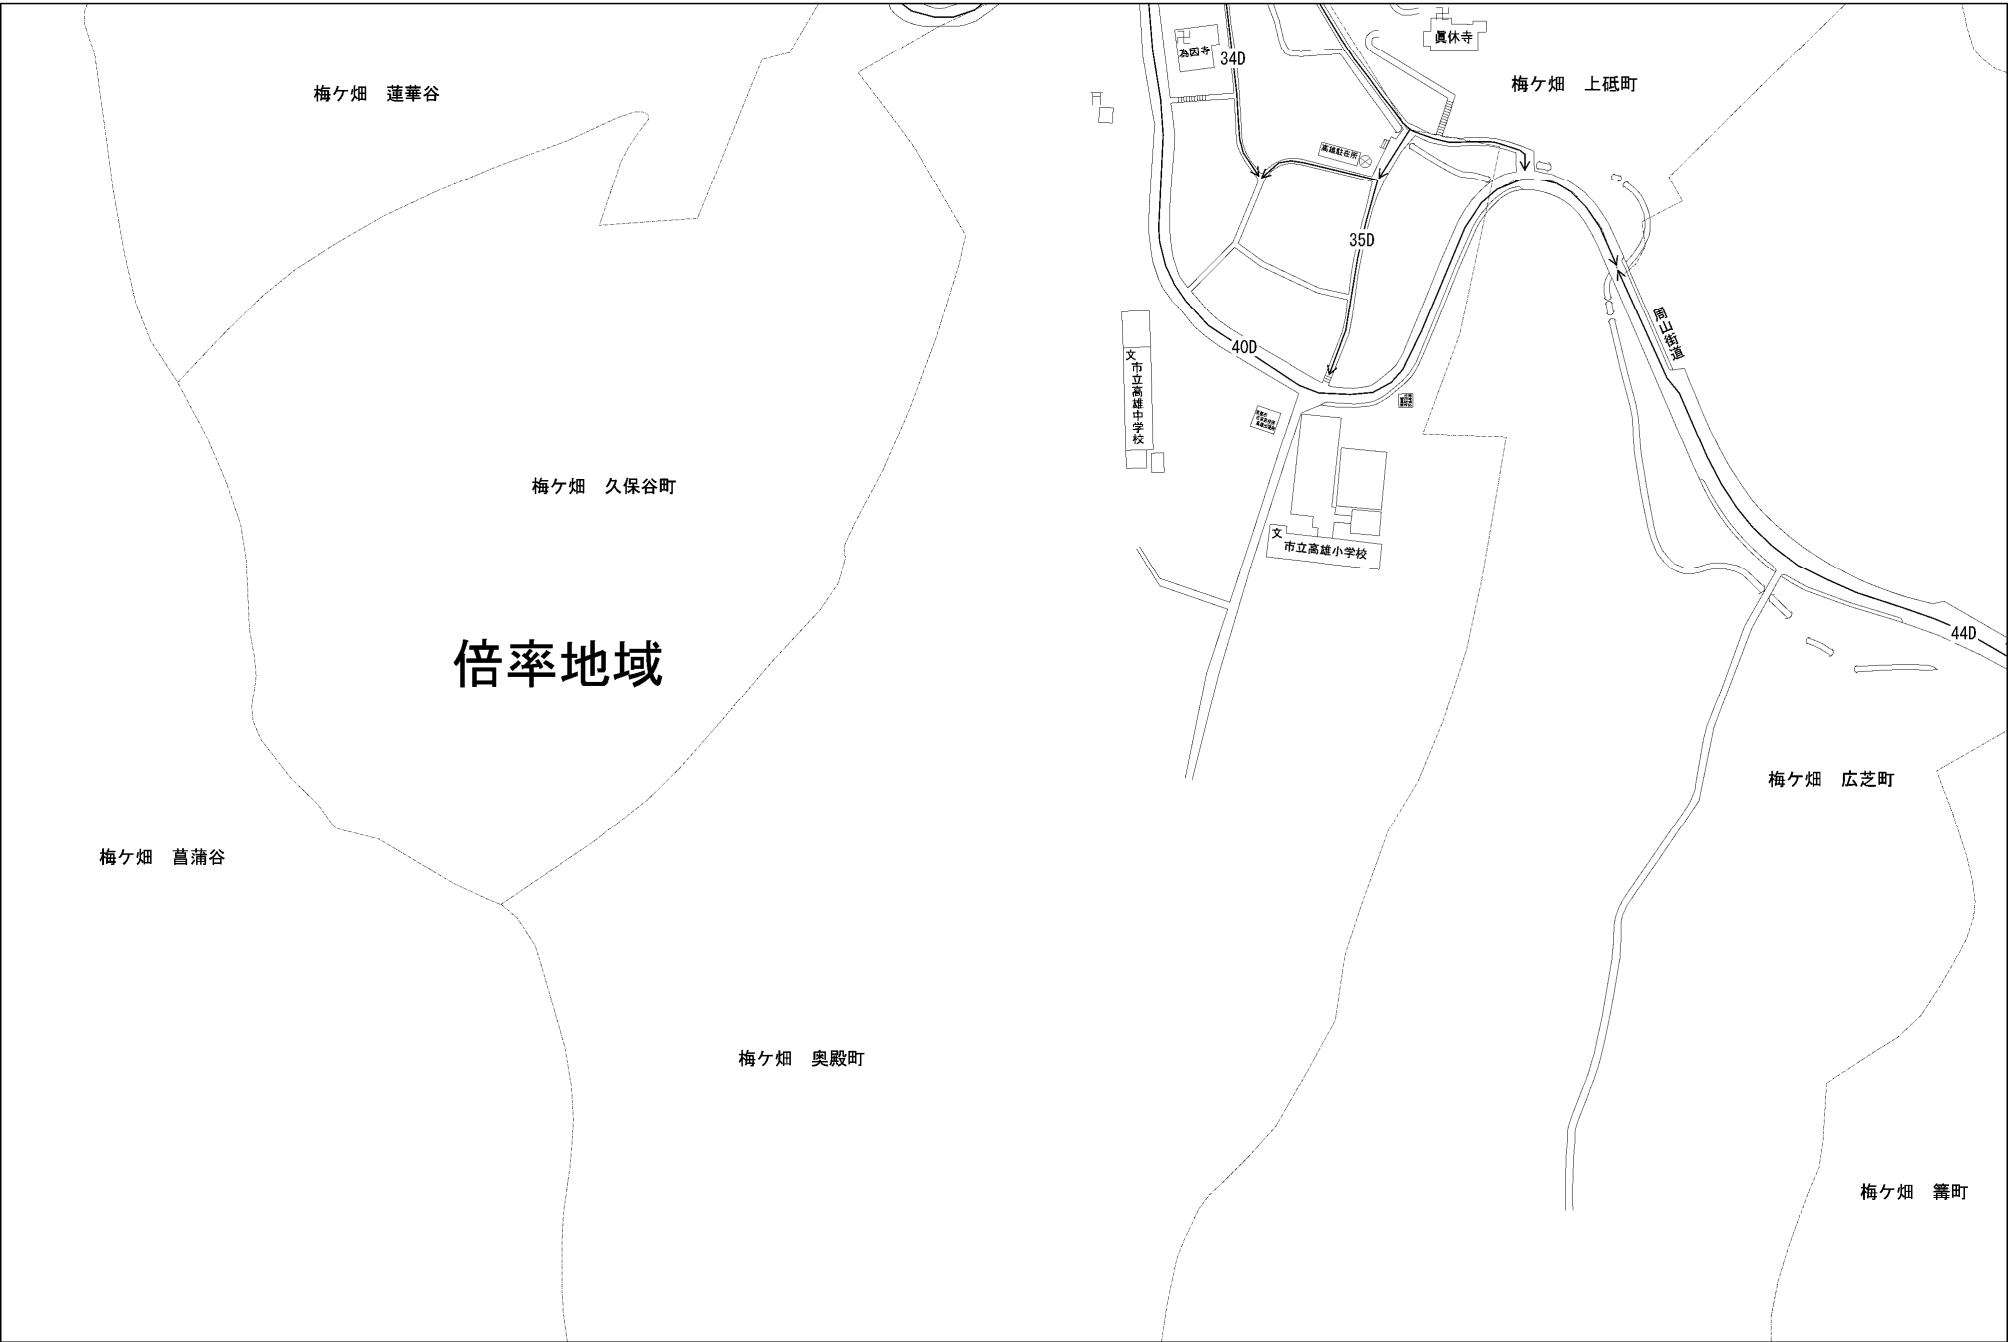 眞休寺
為因寺
34D
梅ケ畑　上砥町
梅ケ畑　蓮華谷
高雄駐在所
35D
周山街道
40D
文
市立高雄中学校
梅ケ畑　久保谷町
文
市立高雄小学校
44D
倍率地域
梅ケ畑　広芝町
梅ケ畑　菖蒲谷
梅ケ畑　奥殿町
梅ケ畑　篝町